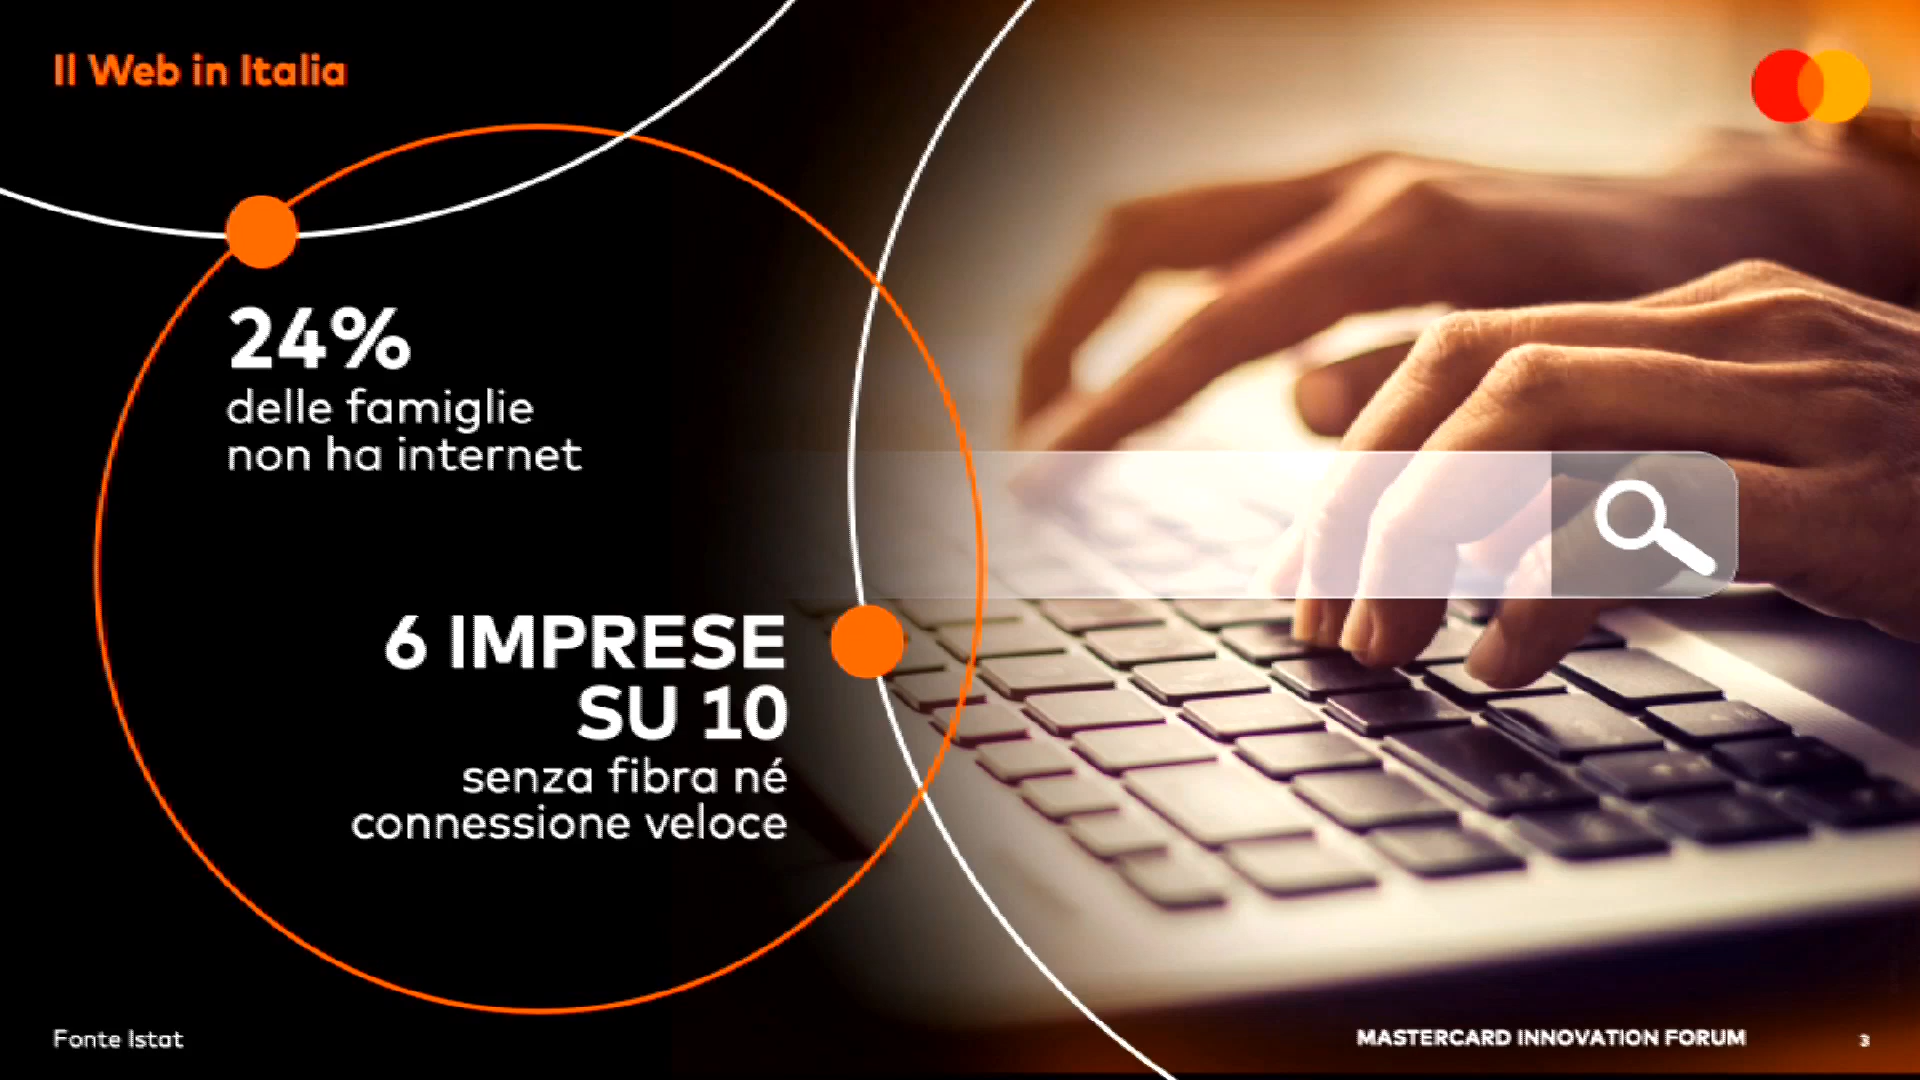 Il Web in Italia
24%
delle famiglie
non ha internet
6 IMPRESE
SU 10
senza fibra né
connessione veloce
Fonte Istat
MASTERCARD INNOVATION FORUM
3